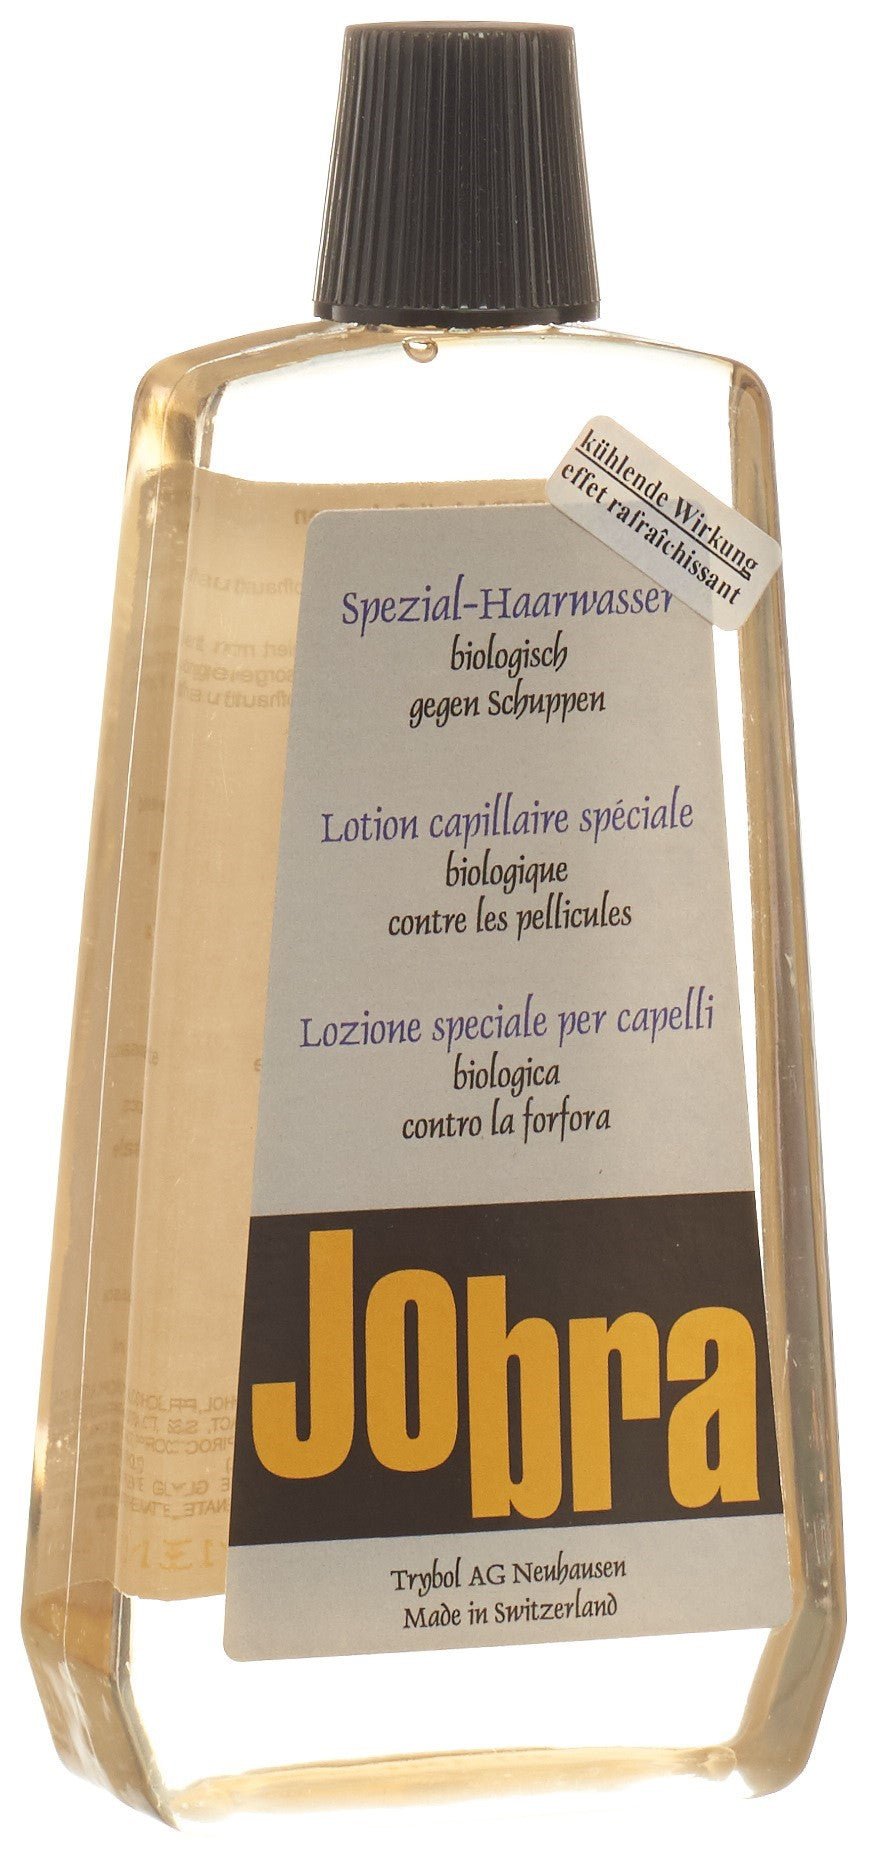 kühlende Wirkung
effet rafraîchissant
Spezial-Haarwasser
biologisch
gegen Schuppen
Lotion capillaire spéciale
biologique
contre les pellicules
Lozione speciale per capelli
biologica
contro la forfora
Jobra
Trybol AG Neuhausen
Made in Switzerland